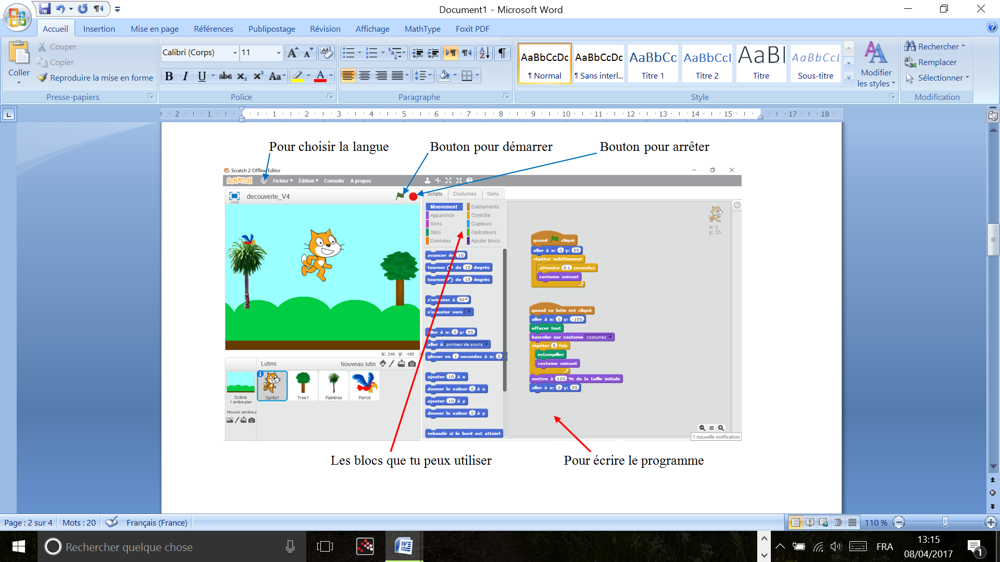 Document1 - Microsoft Word
Accueil Insertion Mise en page Références Publipostage Révision Affichage MathType Foxit PDF
Coller
Couper
Copier
Reproduire la mise en forme
Presse-papiers
Calibri (Corps) 11
Police
Paragraphe
AaBbCcDc AaBbCcDc AaBbCc AaBbCcI AaBl AaBbCcI
¶ Normal ¶ Sans interl... Titre 1 Titre 2 Titre Sous-titre
Modifier
les styles
Style
Rechercher
Remplacer
Sélectionner
Modification
2 1 1 2 3 4 5 6 7 8 9 10 11 12 13 14 15 17 18
Pour choisir la langue Bouton pour démarrer Bouton pour arrêter
Scratch 2 Offline Editor
SCRATCH Fichier Édition Conseils A propos
decouverte_V4
v443
Scripts Costumes Sons
Mouvement Evènements
Apparence Contrôle
Sons Capteurs
Stylo Opérateurs
Données Ajouter blocs
avancer de 10
tourner de 15 degrés
tourner de 15 degrés
s'orienter à 90
s'orienter vers
aller à x: 0 y: 55
aller à pointeur de souris
glisser en 1 secondes à x: 0
ajouter 10 à x
donner la valeur 0 à x
ajouter 10 à y
donner la valeur 0 à y
rebondir si le bord est atteint
x: 0
y: 55
quand cliqué
aller à x: 0 y: 55
répéter indéfiniment
attendre 0.1 secondes
costume suivant
quand ce lutin est cliqué
aller à x: 0 y: -100
effacer tout
basculer sur costume costume1
répéter 8 fois
estampiller
costume suivant
mettre à 120 % de la taille initiale
aller à x: 0 y: 55
x: 240 y: -180
Lutins Nouveau lutin
Scène
1 arrière-plan
Nouvel arrière-p
Sprite1 Tree1 Palmtree Parrot
1 nouvelle notification
Les blocs que tu peux utiliser Pour écrire le programme
Page : 2 sur 4 Mots : 20 Français (France) 110 %
Rechercher quelque chose
FRA
13:15
08/04/2017
1